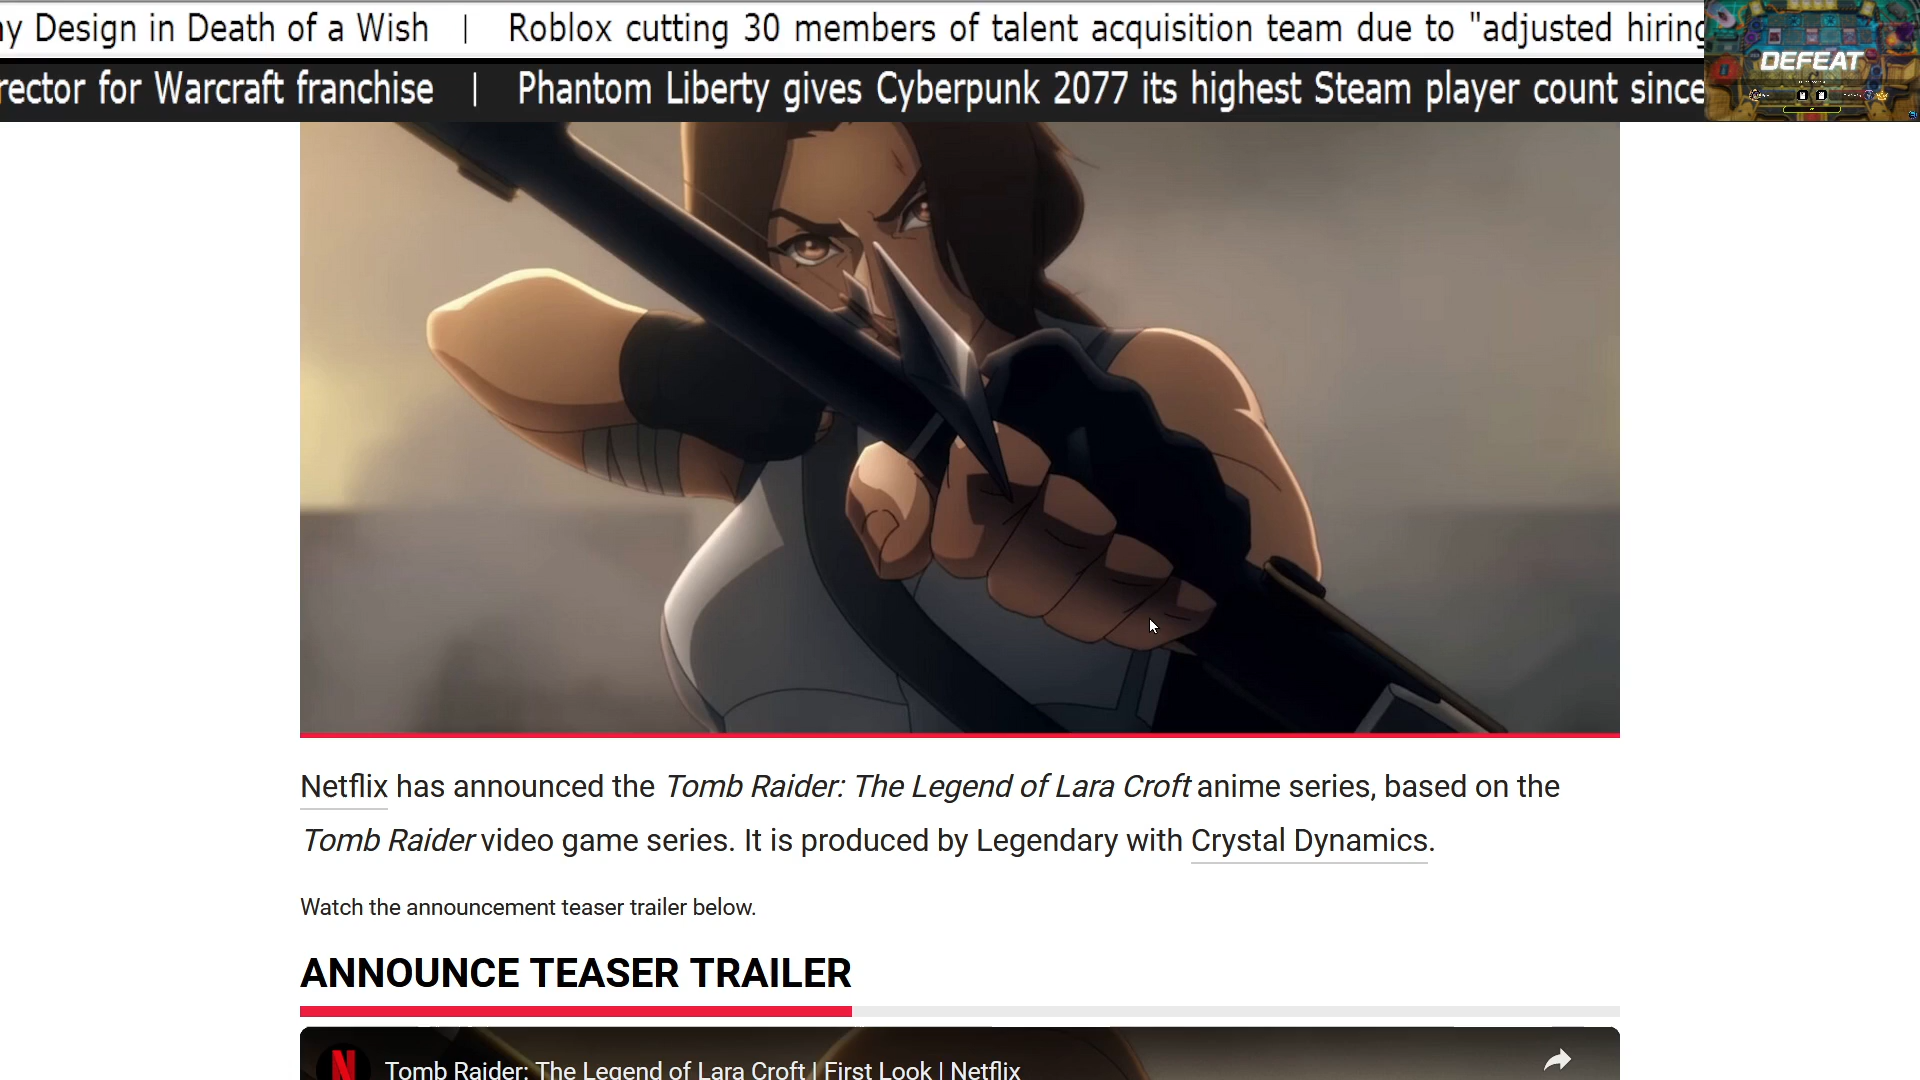 ny Design in Death of a Wish | Roblox cutting 30 members of talent acquisition team due to "adjusted hiring
rector for Warcraft franchise | Phantom Liberty gives Cyberpunk 2077 its highest Steam player count since
DEFEAT
Netflix has announced the Tomb Raider: The Legend of Lara Croft anime series, based on the
Tomb Raider video game series. It is produced by Legendary with Crystal Dynamics.
Watch the announcement teaser trailer below.
ANNOUNCE TEASER TRAILER
N Tomb Raider: The Legend of Lara Croft | First Look | Netflix